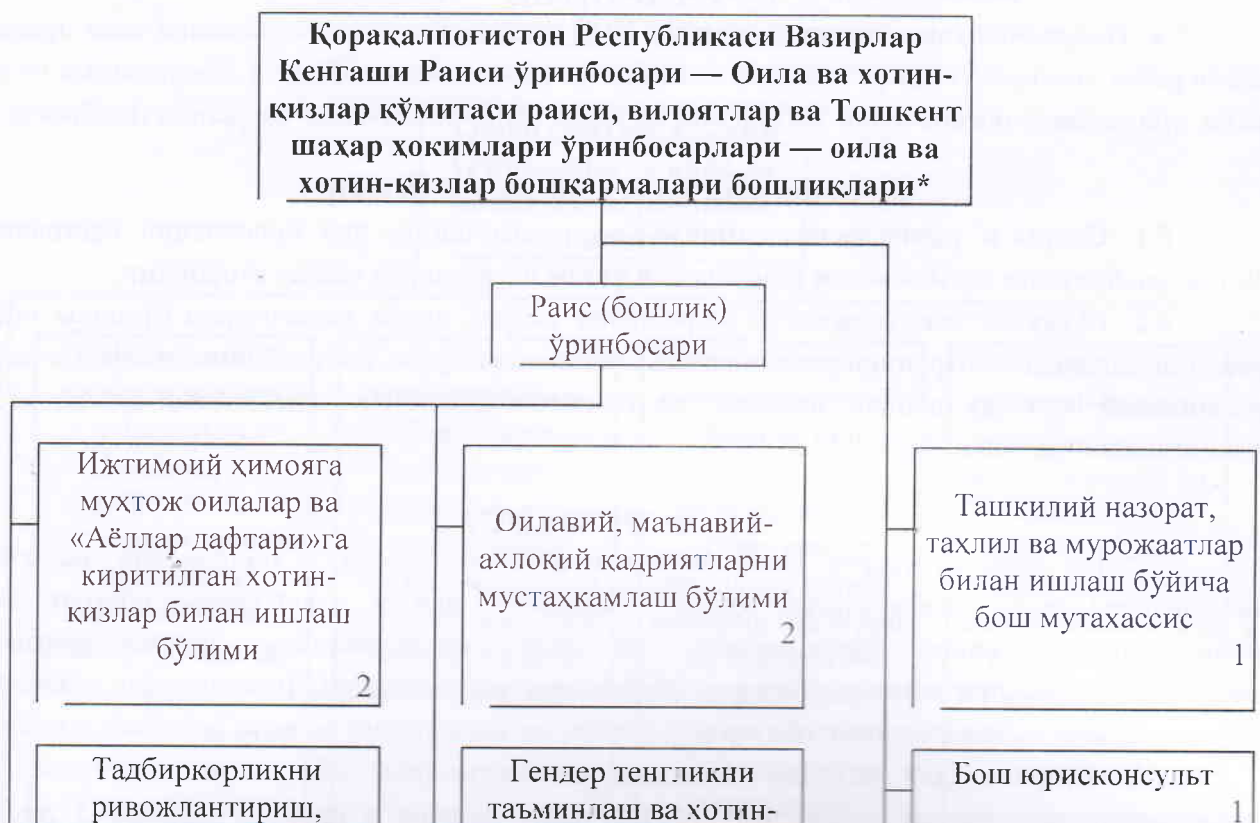 Қорақалпоғистон Республикаси Вазирлар
Кенгаши Раиси ўринбосари — Оила ва хотин-
қизлар қўмитаси раиси, вилоятлар ва Тошкент
шаҳар ҳокимлари ўринбосарлари — оила ва
хотин-қизлар бошқармалари бошлиқлари*
Раис (бошлиқ)
ўринбосари
Ижтимоий ҳимояга
муҳтож оилалар ва
«Аёллар дафтари»га
киритилган хотин-
қизлар билан ишлаш
бўлими
2
Оилавий, маънавий-
ахлоқий қадриятларни
мустаҳкамлаш бўлими
2
Ташкилий назорат,
таҳлил ва мурожаатлар
билан ишлаш бўйича
бош мутахассис
1
Тадбиркорликни
ривожлантириш,
Гендер тенгликни
таъминлаш ва хотин-
Бош юрисконсульт
1